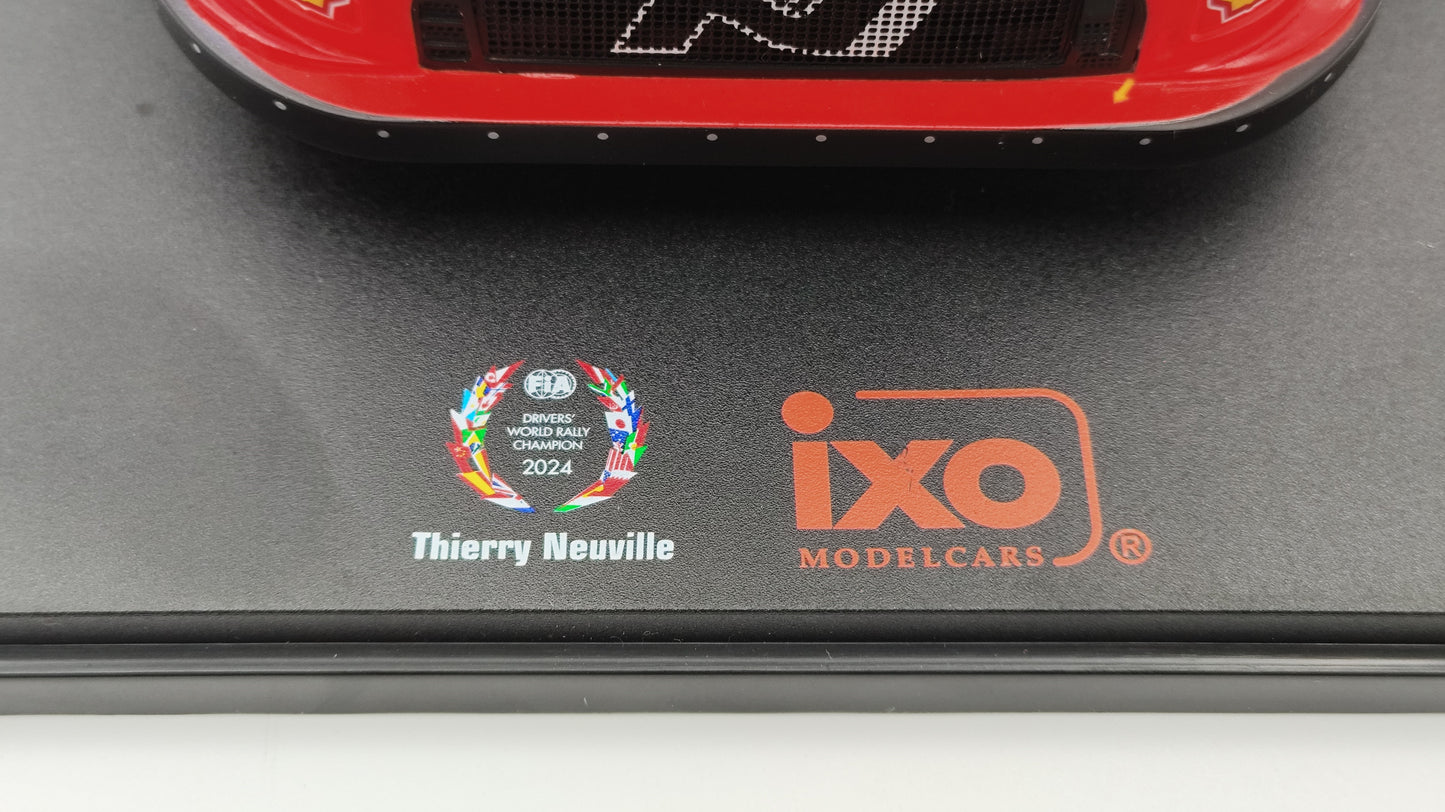 FIA
DRIVERS'
WORLD RALLY
CHAMPION
2024
Thierry Neuville
ixo
MODELCARS ®